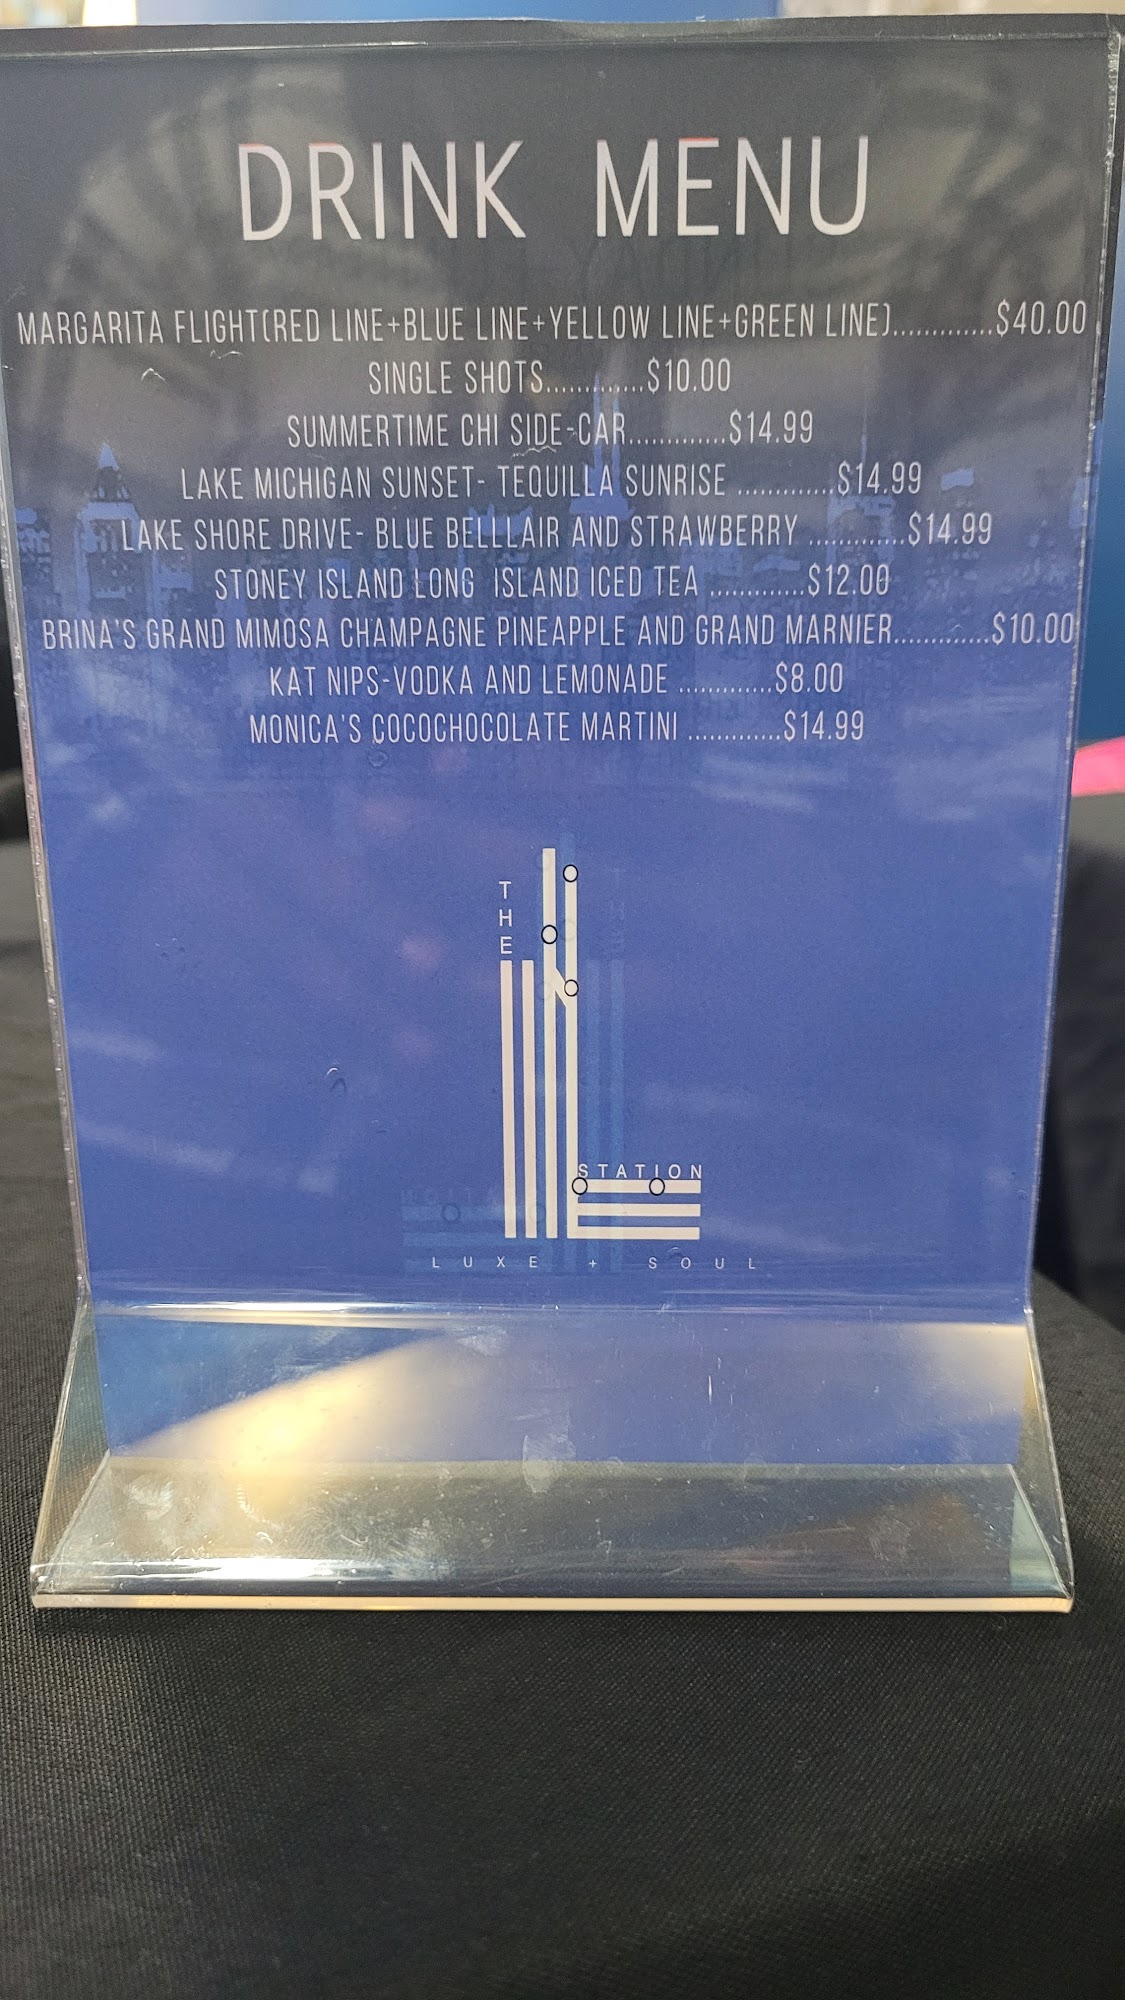 DRINK MENU
MARGARITA FLIGHT(RED LINE+BLUE LINE+YELLOW LINE+GREEN LINE).............$40.00
SINGLE SHOTS.............$10.00
SUMMERTIME CHI SIDE-CAR.............$14.99
LAKE MICHIGAN SUNSET- TEQUILLA SUNRISE .............$14.99
LAKE SHORE DRIVE- BLUE BELLLAIR AND STRAWBERRY .............$14.99
STONEY ISLAND LONG ISLAND ICED TEA .............$12.00
BRINA'S GRAND MIMOSA CHAMPAGNE PINEAPPLE AND GRAND MARNIER.............$10.00
KAT NIPS-VODKA AND LEMONADE .............$8.00
MONICA'S COCOCHOCOLATE MARTINI .............$14.99
THE
STATION
LUXE + SOUL